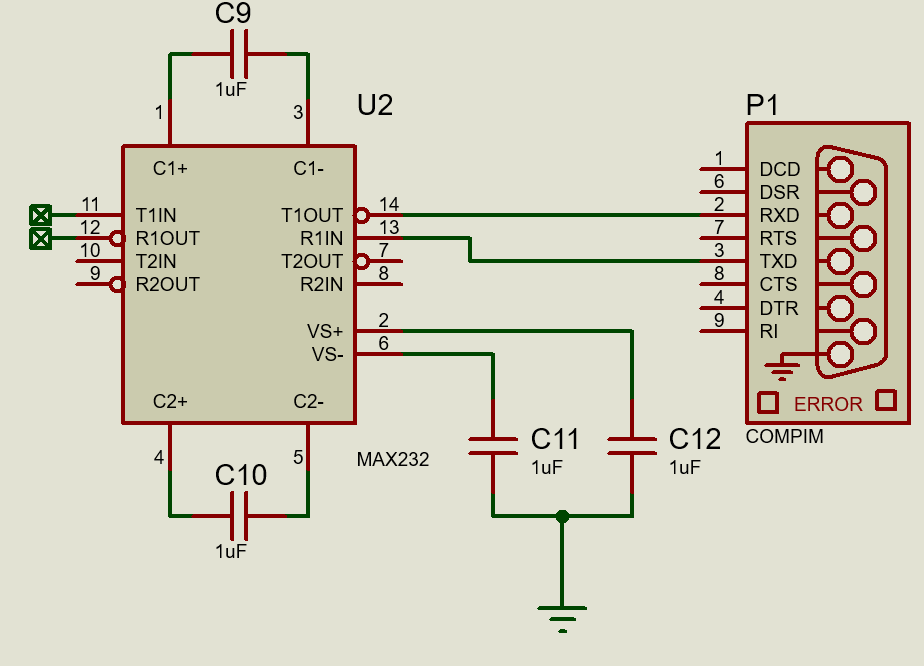 C9
1uF
U2
P1
1
3
C1+
C1-
11
T1IN
T1OUT
14
12
R1OUT
R1IN
13
10
T2IN
T2OUT
7
9
R2OUT
R2IN
8
VS+
2
VS-
6
C2+
C2-
4
5
MAX232
C10
1uF
C11
1uF
C12
1uF
1
DCD
6
DSR
2
RXD
7
RTS
3
TXD
8
CTS
4
DTR
9
RI
ERROR
COMPIM